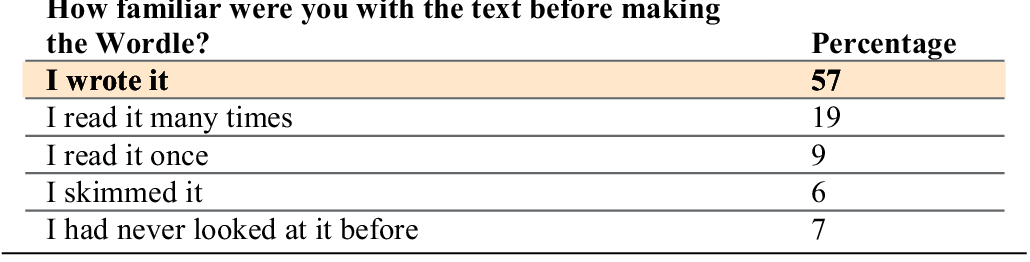 How familiar were you with the text before making
the Wordle? Percentage
I wrote it 57
I read it many times 19
I read it once 9
I skimmed it 6
I had never looked at it before 7